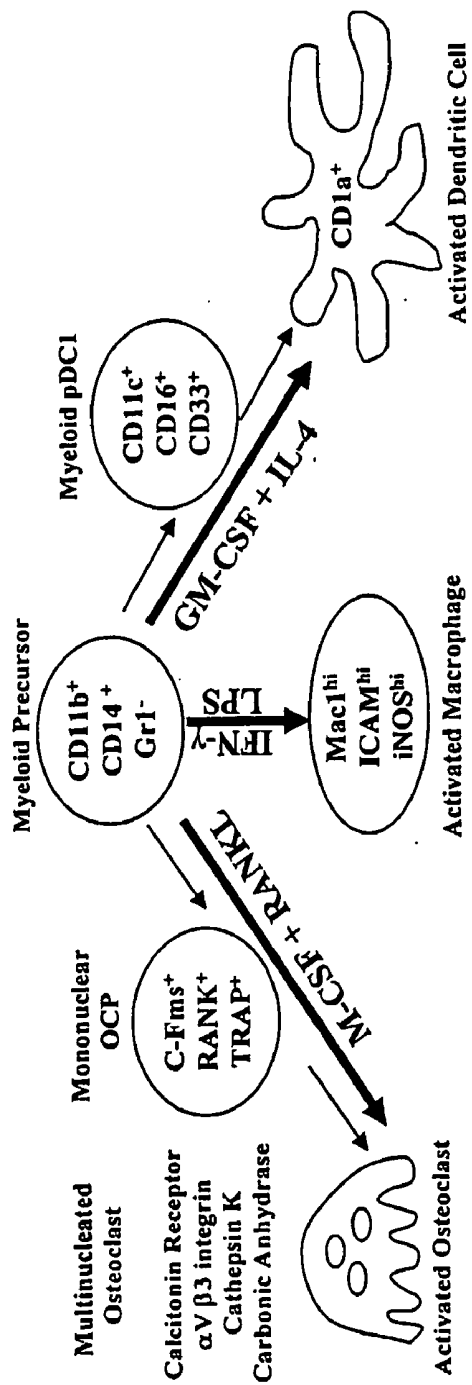 Multinucleated
Osteoclast
Calcitonin Receptor
αV β3 integrin
Cathepsin K
Carbonic Anhydrase
Activated Osteoclast
Mononuclear
OCP
C-Fms⁺
RANK⁺
TRAP⁺
M-CSF + RANKL
Myeloid Precursor
CD11b⁺
CD14⁺
Gr1⁻
IFN-γ
LPS
Mac1ʰⁱ
ICAMʰⁱ
iNOSʰⁱ
Activated Macrophage
Myeloid pDC1
CD11c⁺
CD16⁺
CD33⁺
GM-CSF + IL-4
CD1a⁺
Activated Dendritic Cell